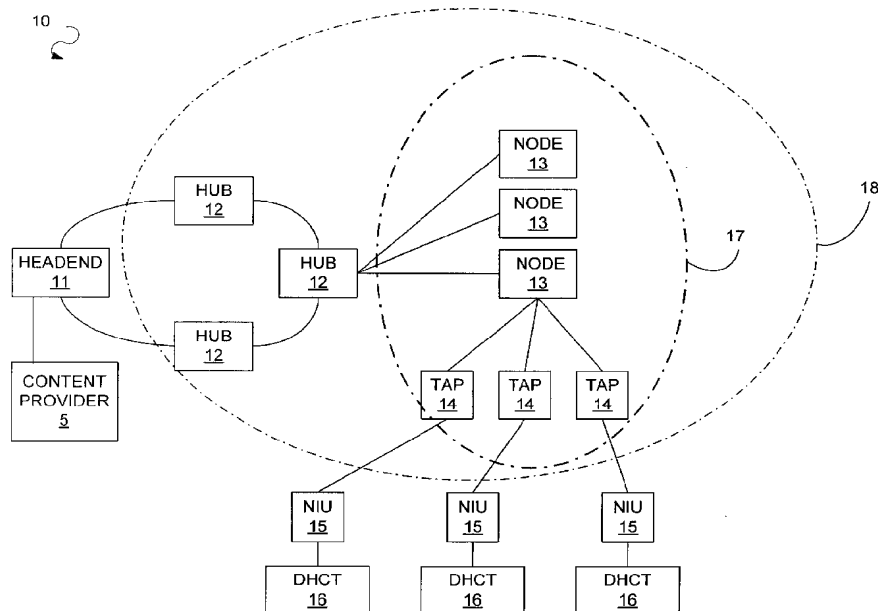 10
NODE
13
HUB
12
NODE
13
18
17
HEADEND
11
HUB
12
NODE
13
HUB
12
CONTENT
PROVIDER
5
TAP
14
TAP
14
TAP
14
NIU
15
NIU
15
NIU
15
DHCT
16
DHCT
16
DHCT
16